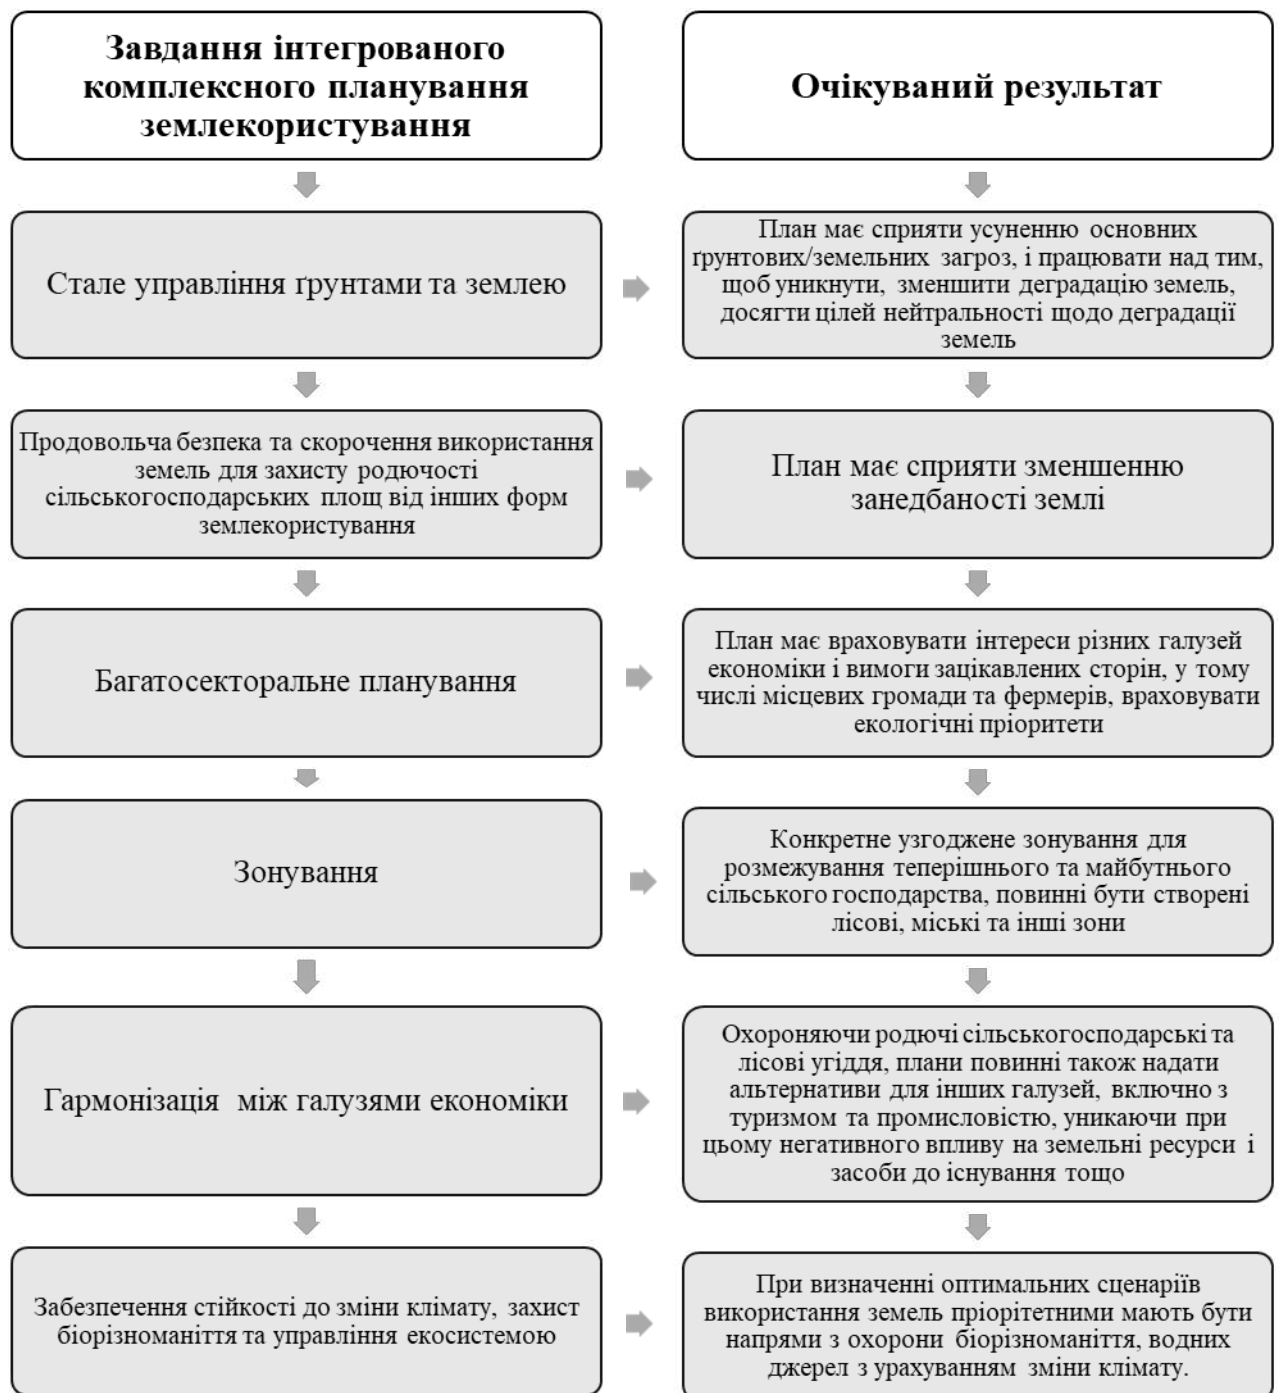 Завдання інтегрованого
комплексного планування
землекористування
Очікуваний результат
Стале управління ґрунтами та землею
План має сприяти усуненню основних
ґрунтових/земельних загроз, і працювати над тим,
щоб уникнути, зменшити деградацію земель,
досягти цілей нейтральності щодо деградації
земель
Продовольча безпека та скорочення використання
земель для захисту родючості
сільськогосподарських площ від інших форм
землекористування
План має сприяти зменшенню
занедбаності землі
Багатосекторальне планування
План має враховувати інтереси різних галузей
економіки і вимоги зацікавлених сторін, у тому
числі місцевих громади та фермерів, враховувати
екологічні пріоритети
Зонування
Конкретне узгоджене зонування для
розмежування теперішнього та майбутнього
сільського господарства, повинні бути створені
лісові, міські та інші зони
Гармонізація між галузями економіки
Охороняючи родючі сільськогосподарські та
лісові угіддя, плани повинні також надати
альтернативи для інших галузей, включно з
туризмом та промисловістю, уникаючи при
цьому негативного впливу на земельні ресурси і
засоби до існування тощо
Забезпечення стійкості до зміни клімату, захист
біорізноманіття та управління екосистемою
При визначенні оптимальних сценаріїв
використання земель пріорітетними мають бути
напрями з охорони біорізноманіття, водних
джерел з урахуванням зміни клімату.